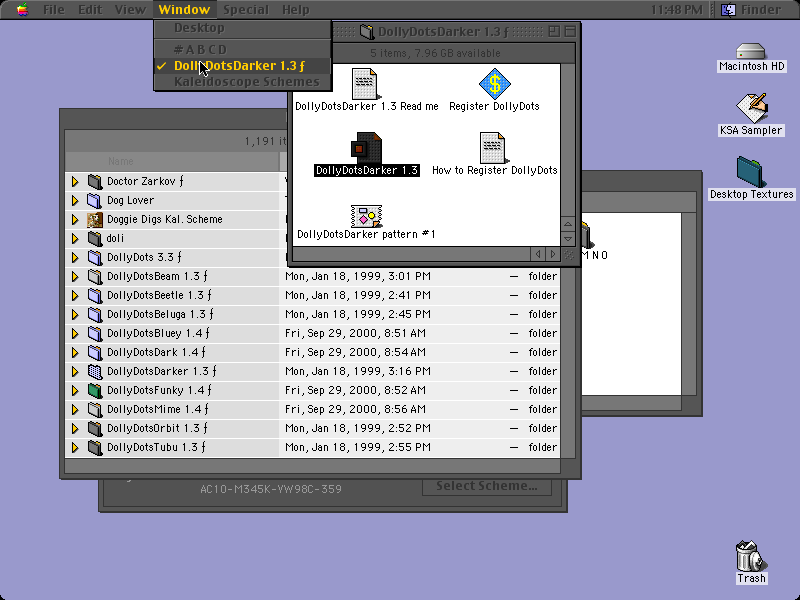 File Edit View Window Special Help 11:48 PM Finder
Desktop
#ABCD
✓ DollyDotsDarker 1.3 ƒ
Kaleidoscope Schemes
DollyDotsDarker 1.3 ƒ
5 items, 7.96 GB available
DollyDotsDarker 1.3 Read me
Register DollyDots
DollyDotsDarker 1.3
How to Register DollyDots
DollyDotsDarker pattern #1
Macintosh HD
KSA Sampler
Desktop Textures
Trash
M N O
1,191 it
Name
Doctor Zarkov ƒ
Dog Lover
Doggie Digs Kal. Scheme
doli
DollyDots 3.3 ƒ
DollyDotsBeam 1.3 ƒ Mon, Jan 18, 1999, 3:01 PM — folder
DollyDotsBeetle 1.3 ƒ Mon, Jan 18, 1999, 2:41 PM — folder
DollyDotsBeluga 1.3 ƒ Mon, Jan 18, 1999, 2:45 PM — folder
DollyDotsBluey 1.4 ƒ Fri, Sep 29, 2000, 8:51 AM — folder
DollyDotsDark 1.4 ƒ Fri, Sep 29, 2000, 8:54 AM — folder
DollyDotsDarker 1.3 ƒ Mon, Jan 18, 1999, 3:16 PM — folder
DollyDotsFunky 1.4 ƒ Fri, Sep 29, 2000, 8:52 AM — folder
DollyDotsMime 1.4 ƒ Fri, Sep 29, 2000, 8:56 AM — folder
DollyDotsOrbit 1.3 ƒ Mon, Jan 18, 1999, 2:52 PM — folder
DollyDotsTubu 1.3 ƒ Mon, Jan 18, 1999, 2:55 PM — folder
AC10-M345K-YW98C-359
Select Scheme...